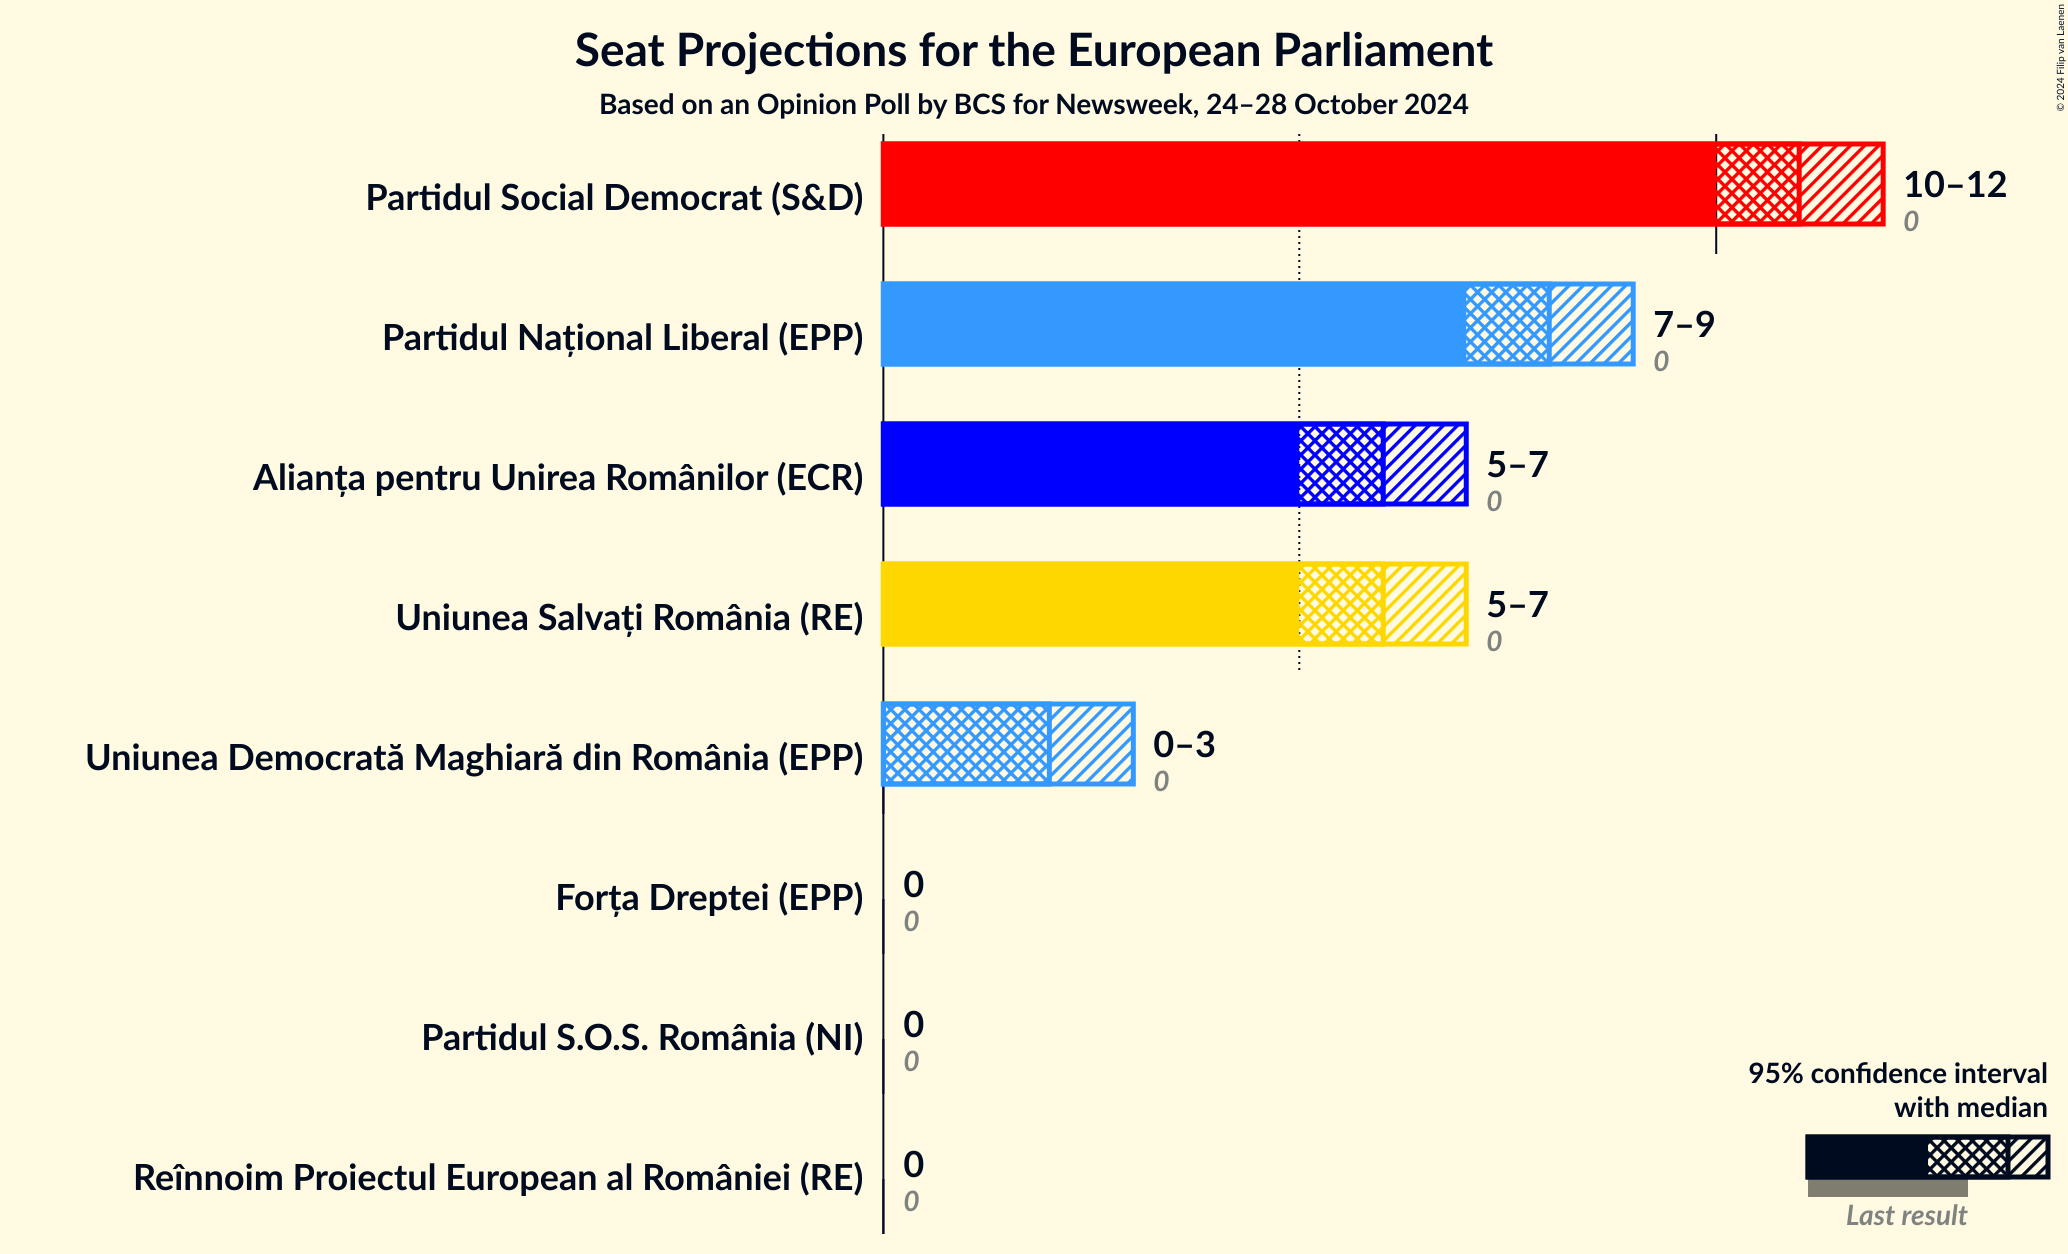 Seat Projections for the European Parliament
Based on an Opinion Poll by BCS for Newsweek, 24–28 October 2024
© 2024 Filip van Laenen
Partidul Social Democrat (S&D)
10–12
0
Partidul Național Liberal (EPP)
7–9
0
Alianța pentru Unirea Românilor (ECR)
5–7
0
Uniunea Salvați România (RE)
5–7
0
Uniunea Democrată Maghiară din România (EPP)
0–3
0
Forța Dreptei (EPP)
0
0
Partidul S.O.S. România (NI)
0
0
Reînnoim Proiectul European al României (RE)
0
0
95% confidence interval
with median
Last result